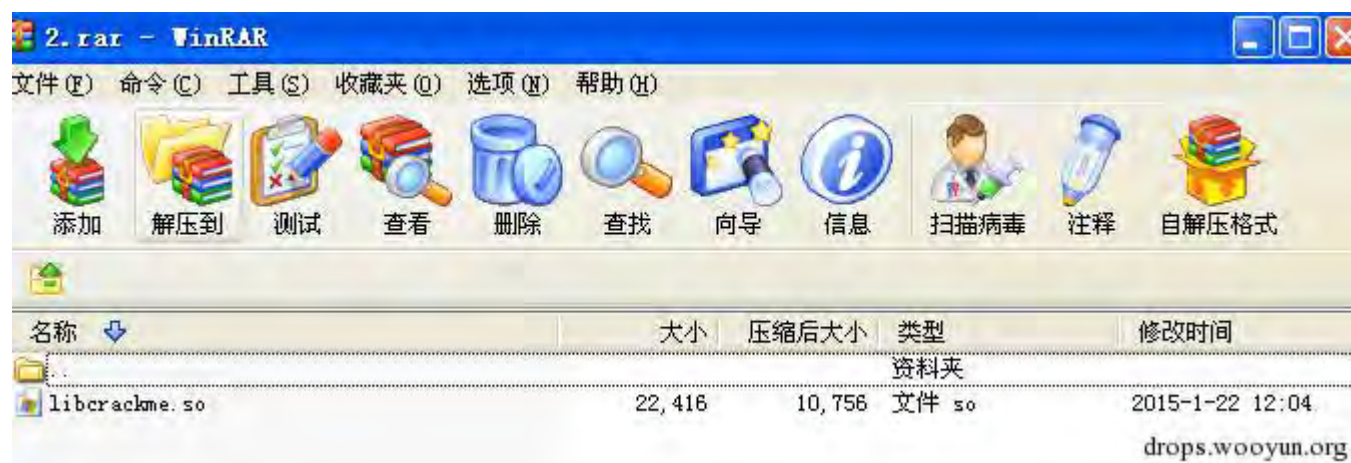 2.rar - WinRAR
文件(F) 命令(C) 工具(S) 收藏夹(O) 选项(N) 帮助(H)
添加 解压到 测试 查看 删除 查找 向导 信息 扫描病毒 注释 自解压格式
名称 大小 压缩后大小 类型 修改时间
.. 资料夹
libcrackme.so 22,416 10,756 文件 so 2015-1-22 12:04
drops.wooyun.org